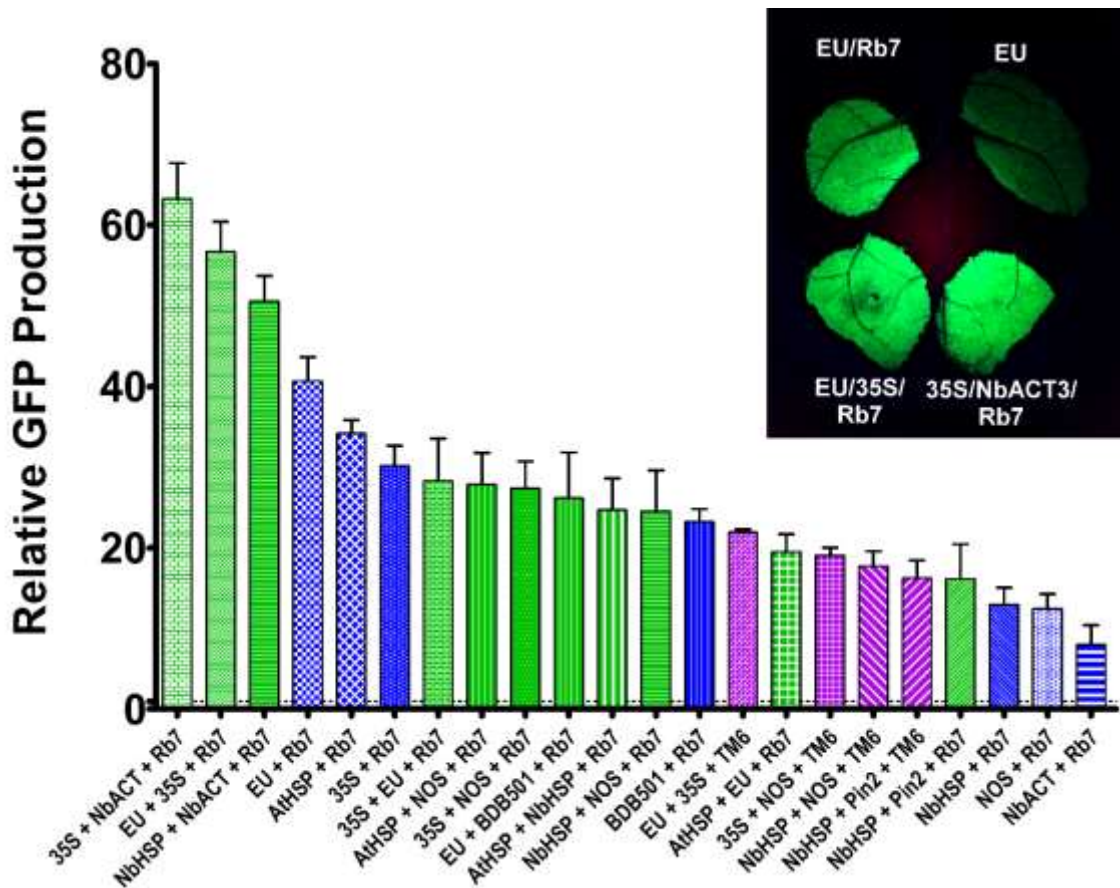 Relative GFP Production
80
60
40
20
0
35S + NbACT + Rb7
EU + 35S + Rb7
NbHSP + NbACT + Rb7
EU + Rb7
AtHSP + Rb7
35S + Rb7
35S + EU + Rb7
AtHSP + NOS + Rb7
35S + NOS + Rb7
EU + BDB501 + Rb7
AtHSP + NbHSP + Rb7
NbHSP + NOS + Rb7
BDB501 + Rb7
EU + 35S + TM6
AtHSP + EU + Rb7
35S + NOS + TM6
NbHSP + NOS + TM6
NbHSP + Pin2 + TM6
NbHSP + Pin2 + Rb7
NbHSP + Rb7
NOS + Rb7
NbACT + Rb7
EU/Rb7
EU
EU/35S/
Rb7
35S/NbACT3/
Rb7